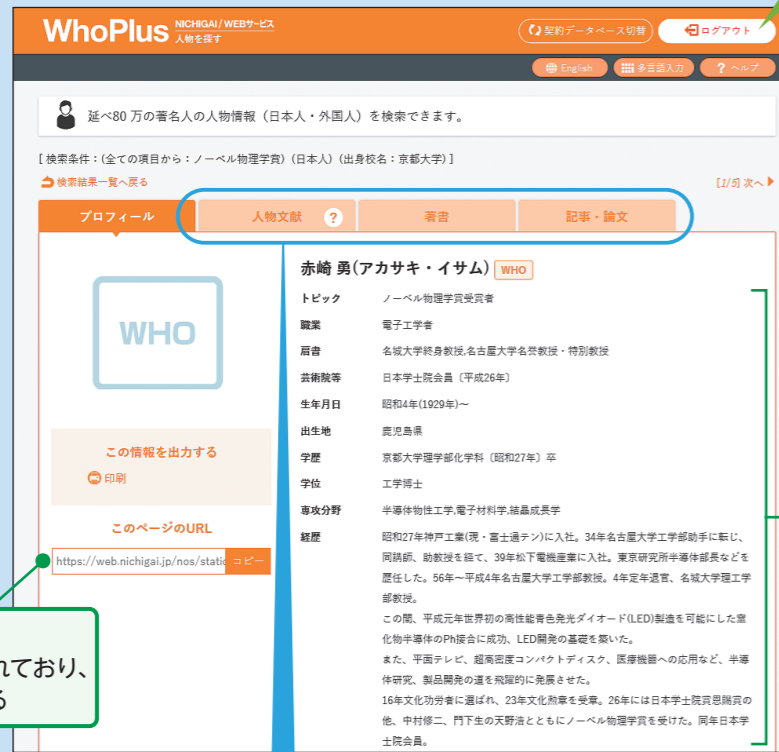 WhoPlus NICHIGAI/WEBサービス
人物を探す
契約データベース切替
ログアウト
English
多言語入力
? ヘルプ
延べ80 万の著名人の人物情報（日本人・外国人）を検索できます。
[ 検索条件：(全ての項目から：ノーベル物理学賞) (日本人) (出身校名：京都大学) ]
検索結果一覧へ戻る
[1/5] 次へ
プロフィール
人物文献 ?
著書
記事・論文
WHO
この情報を出力する
印刷
このページのURL
https://web.nichigai.jp/nos/static
コピー
れており、
る
赤崎 勇(アカサキ・イサム) WHO
トピック ノーベル物理学賞受賞者
職業 電子工学者
肩書 名城大学終身教授,名古屋大学名誉教授・特別教授
芸術院等 日本学士院会員〔平成26年〕
生年月日 昭和4年(1929年)〜
出生地 鹿児島県
学歴 京都大学理学部化学科〔昭和27年〕卒
学位 工学博士
専攻分野 半導体物性工学,電子材料学,結晶成長学
経歴 昭和27年神戸工業(現・富士通テン)に入社。34年名古屋大学工学部助手に転じ、
同講師、助教授を経て、39年松下電機産業に入社。東京研究所半導体部長などを
歴任した。56年〜平成4年名古屋大学工学部教授。4年定年退官、名城大学理工学
部教授。
この間、平成元年世界初の高性能青色発光ダイオード(LED)製造を可能にした窒
化物半導体のPh接合に成功、LED開発の基礎を築いた。
また、平面テレビ、超高密度コンパクトディスク、医療機器への応用など、半導
体研究、製品開発の道を飛躍的に発展させた。
16年文化功労者に選ばれ、23年文化勲章を受章。26年には日本学士院賞恩賜賞の
他、中村修二、門下生の天野浩とともにノーベル物理学賞を受けた。同年日本学
士院会員。